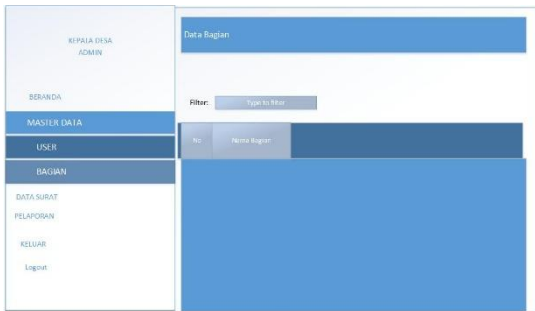 KEPALA DESA
ADMIN
BERANDA
MASTER DATA
USER
BAGIAN
DATA SURAT
PELAPORAN
KELUAR
Logout
Data Bagian
Filter: Type to filter
No Nama Bagian